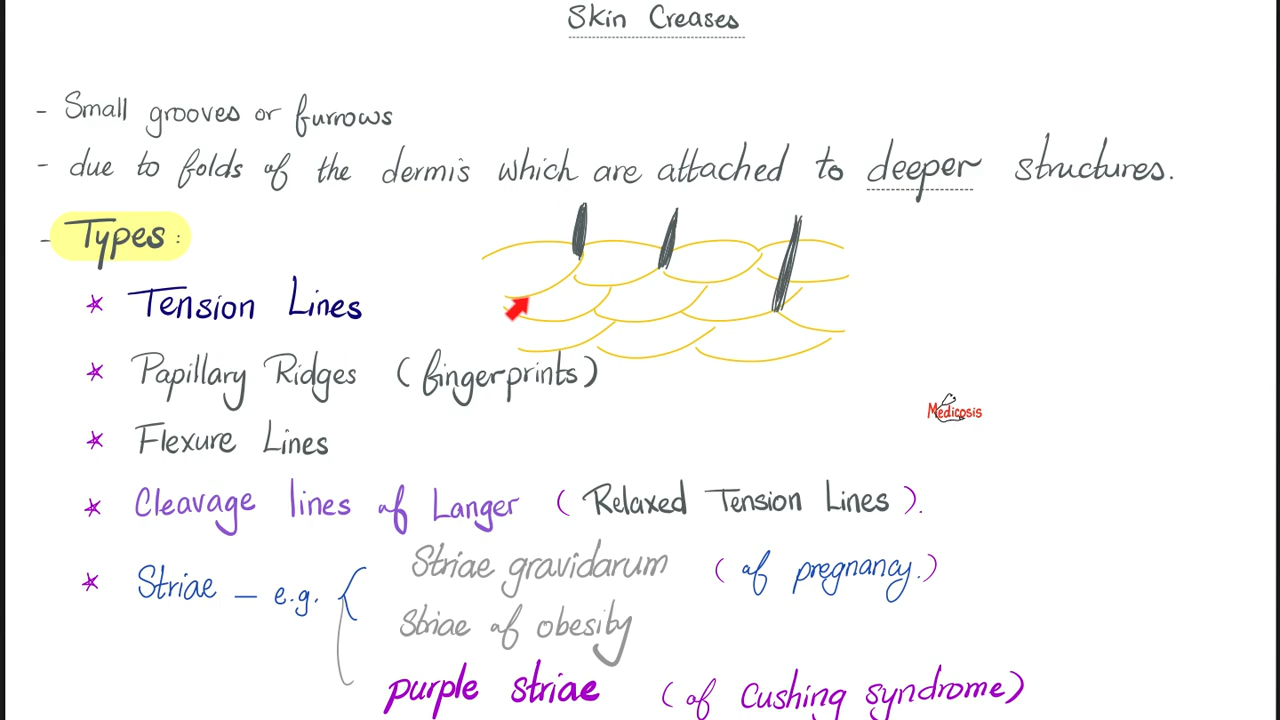 Skin Creases
- Small grooves or furrows
- due to folds of the dermis which are attached to deeper structures.
- Types:
* Tension Lines
* Papillary Ridges (fingerprints)
Medicosis
* Flexure Lines
* Cleavage lines of Langer (Relaxed Tension Lines).
* Striae - e.g. { Striae gravidarum (of pregnancy.)
Striae of obesity
purple striae (of Cushing syndrome)